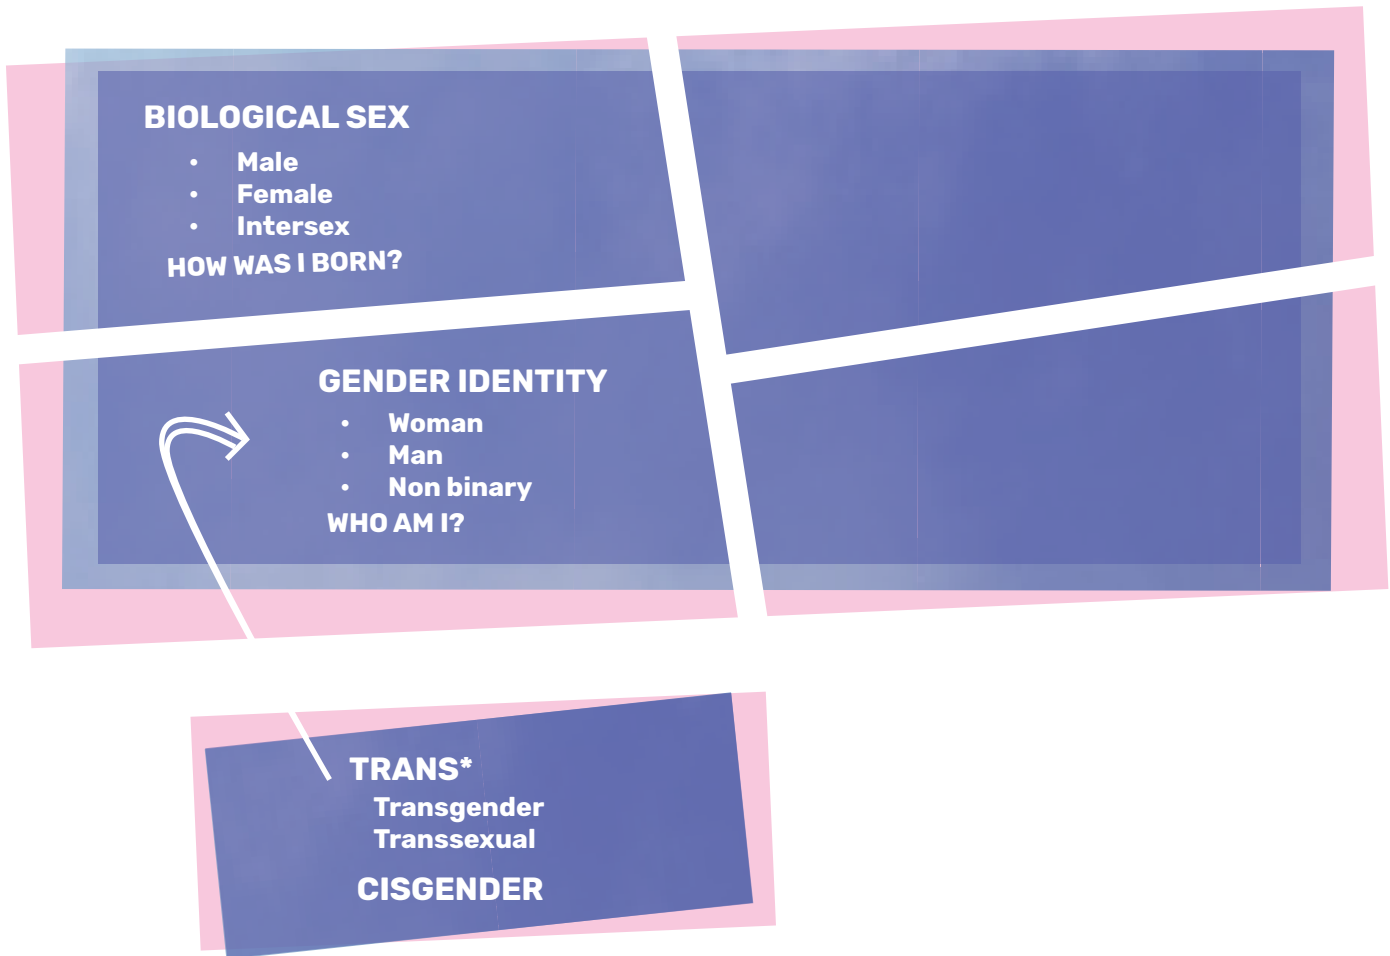 BIOLOGICAL SEX
• Male
• Female
• Intersex
HOW WAS I BORN?
GENDER IDENTITY
• Woman
• Man
• Non binary
WHO AM I?
TRANS*
Transgender
Transsexual
CISGENDER